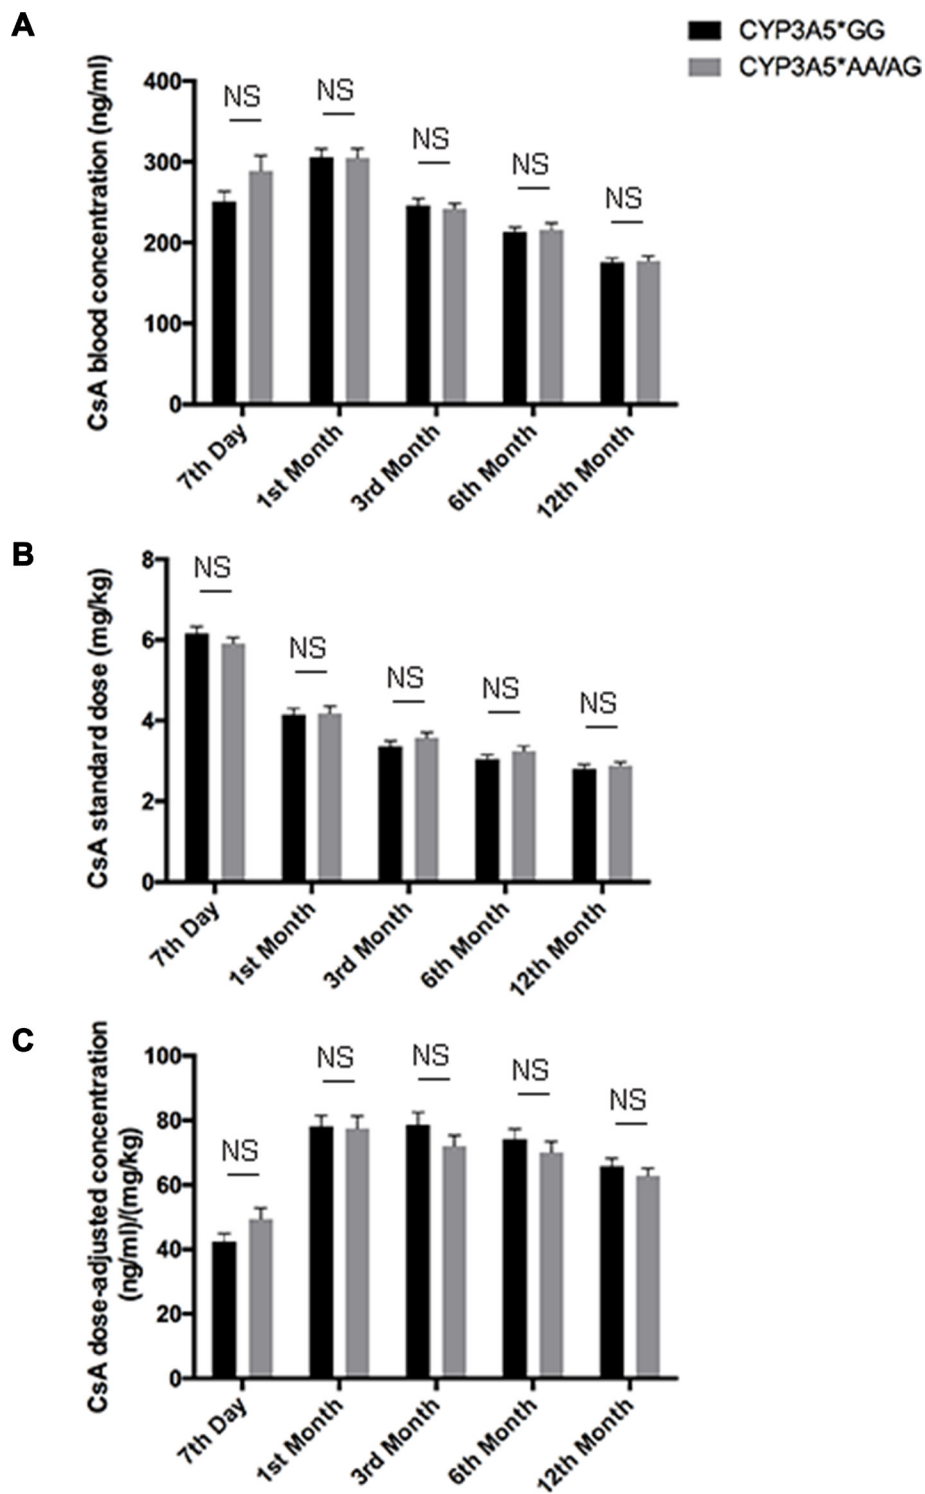 A
CYP3A5*GG
CYP3A5*AA/AG
CsA blood concentration (ng/ml)
400
300
200
100
0
NS
NS
NS
NS
NS
7th Day
1st Month
3rd Month
6th Month
12th Month
B
CsA standard dose (mg/kg)
8
6
4
2
0
NS
NS
NS
NS
NS
7th Day
1st Month
3rd Month
6th Month
12th Month
C
CsA dose-adjusted concentration
(ng/ml)/(mg/kg)
100
80
60
40
20
0
NS
NS
NS
NS
NS
7th Day
1st Month
3rd Month
6th Month
12th Month